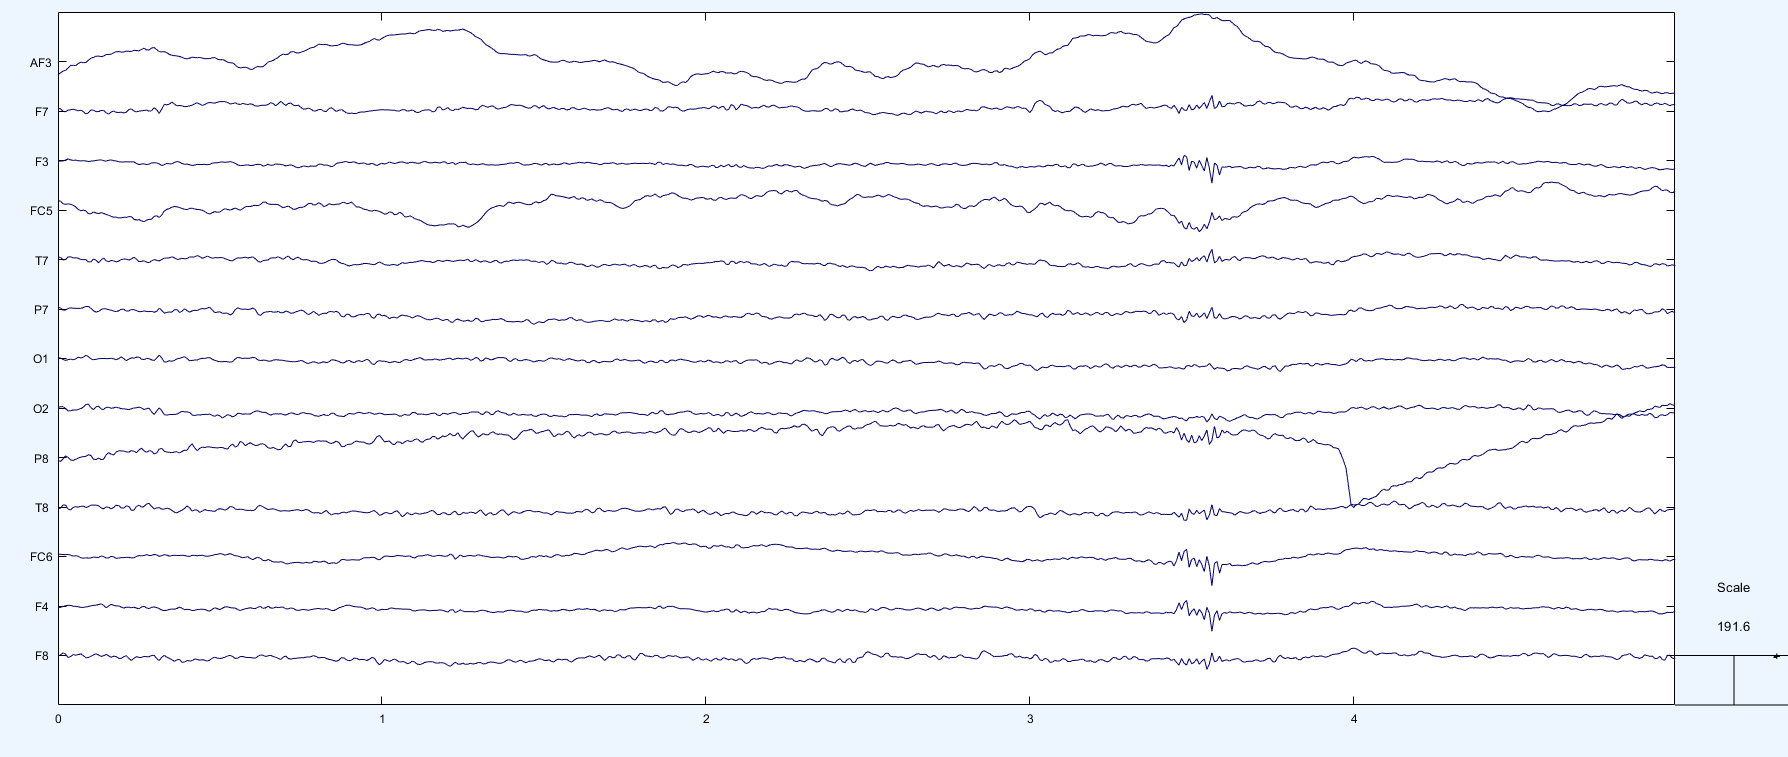 AF3
F7
F3
FC5
T7
P7
O1
O2
P8
T8
FC6
F4
F8
0 1 2 3 4
Scale
191.6
+